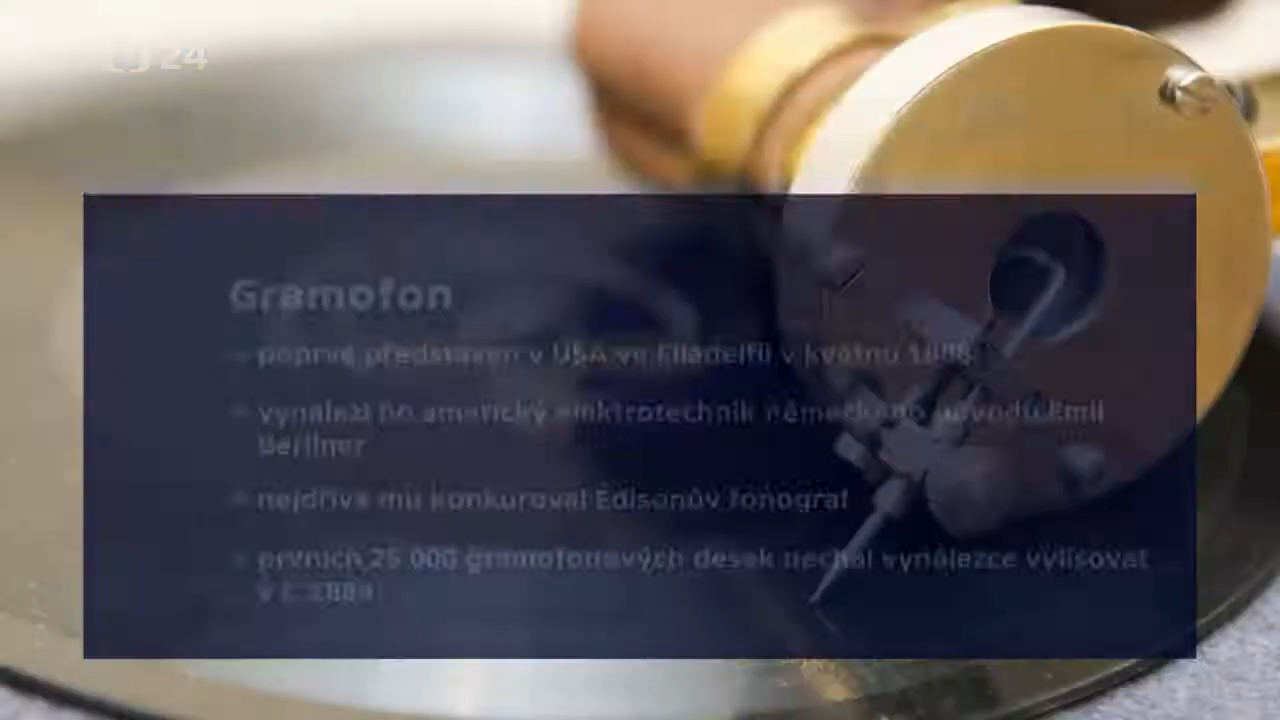 24
Gramofon
poprvé představen v USA ve Filadelfii v květnu 1888
vynalezl ho americký elektrotechnik německého původu Emil
Berliner
nejdříve mu konkuroval Edisonův fonograf
prvních 25 000 gramofonových desek nechal vynálezce vylisovat
v r.